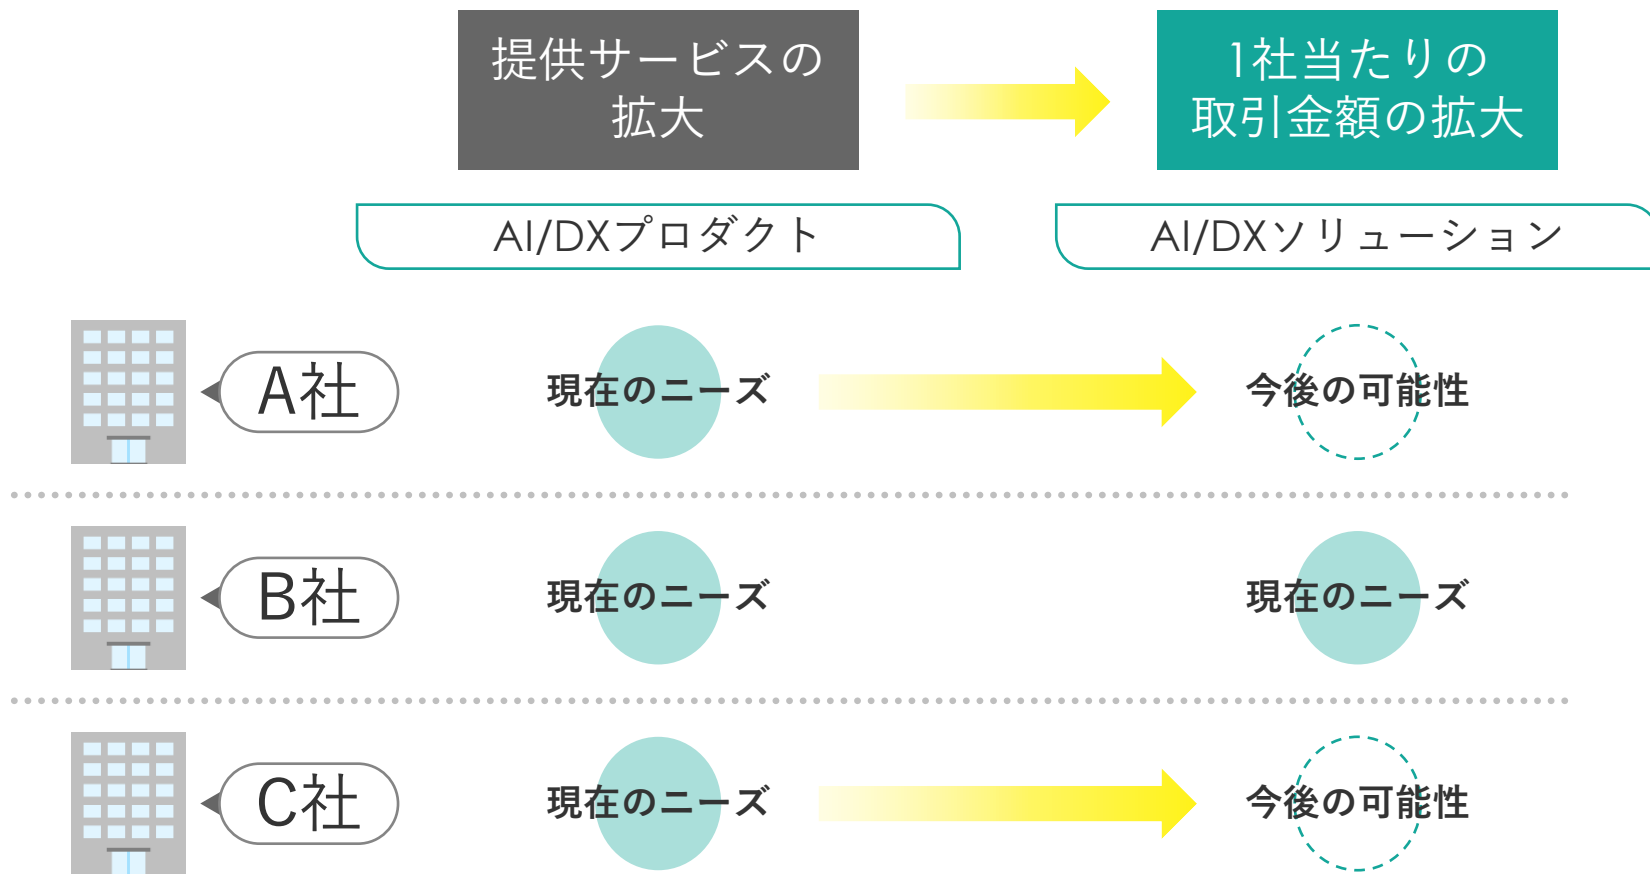 提供サービスの
拡大
1社当たりの
取引金額の拡大
AI/DXプロダクト
AI/DXソリューション
A社
現在のニーズ
今後の可能性
B社
現在のニーズ
現在のニーズ
C社
現在のニーズ
今後の可能性